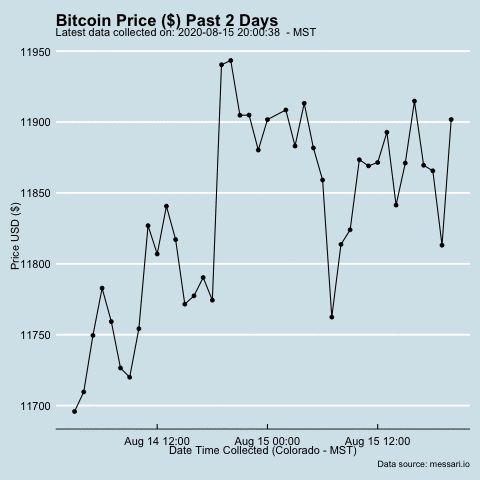 Bitcoin Price ($) Past 2 Days
Latest data collected on: 2020-08-15 20:00:38  - MST
11950
11900
11850
11800
11750
11700
Price USD ($)
Aug 14 12:00 Aug 15 00:00 Aug 15 12:00
Date Time Collected (Colorado - MST)
Data source: messari.io